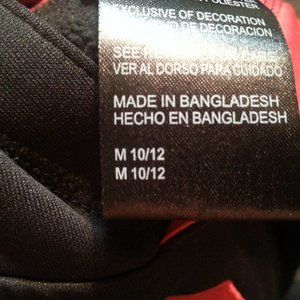 POLIESTER
EXCLUSIVE OF DECORATION
DE DECORACION
SEE
VER AL DORSO PARA CUIDADO
MADE IN BANGLADESH
HECHO EN BANGLADESH
M 10/12
M 10/12